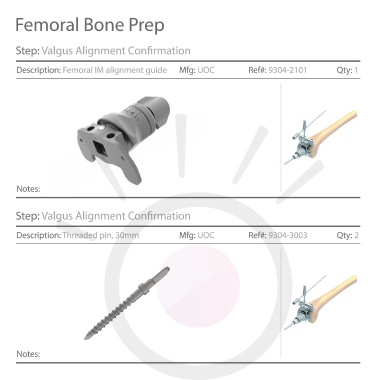 Femoral Bone Prep
Step: Valgus Alignment Confirmation
Description: Femoral IM alignment guide Mfg: UOC Ref#: 9304-2101 Qty: 1
Notes:
Step: Valgus Alignment Confirmation
Description: Threaded pin, 30mm Mfg: UOC Ref#: 9304-3003 Qty: 2
Notes: